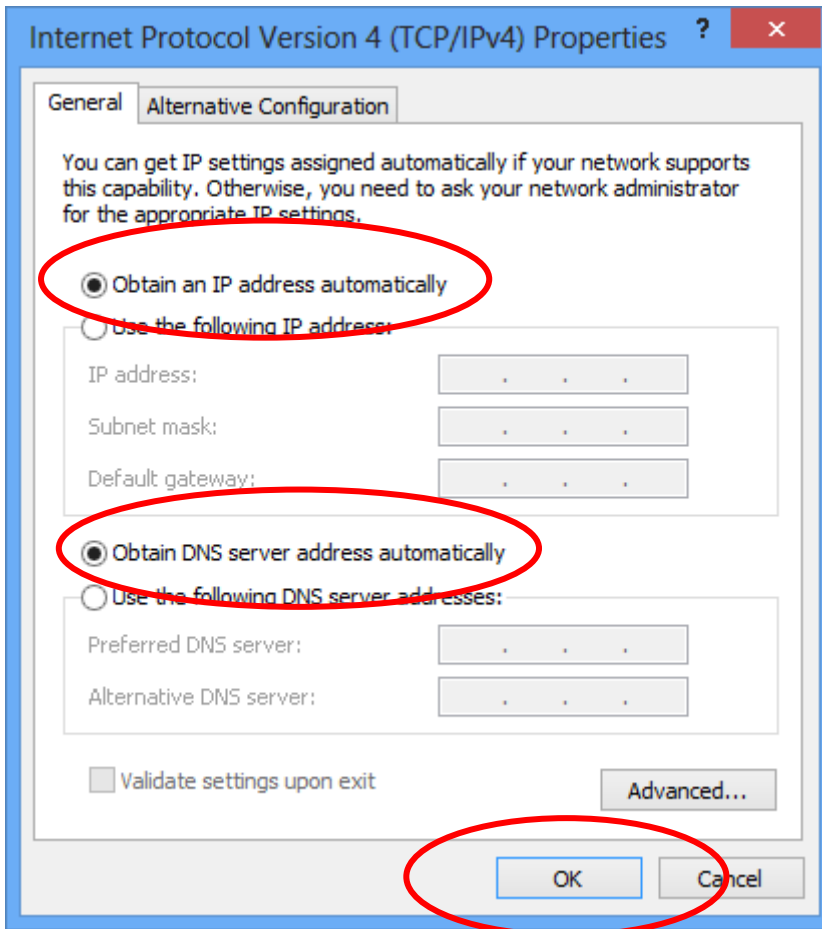 Internet Protocol Version 4 (TCP/IPv4) Properties ?
General Alternative Configuration
You can get IP settings assigned automatically if your network supports
this capability. Otherwise, you need to ask your network administrator
for the appropriate IP settings.
Obtain an IP address automatically
Use the following IP address:
IP address: . . .
Subnet mask: . . .
Default gateway: . . .
Obtain DNS server address automatically
Use the following DNS server addresses:
Preferred DNS server: . . .
Alternative DNS server: . . .
Validate settings upon exit
Advanced...
OK Cancel